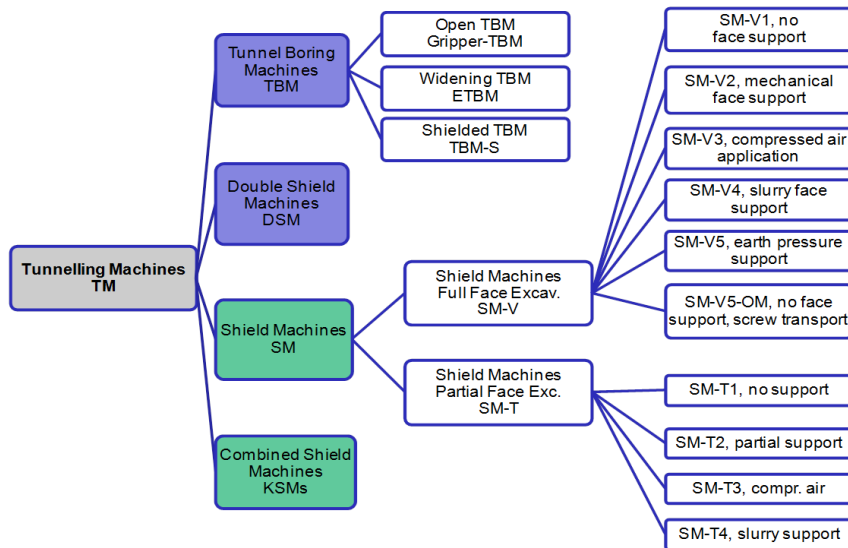 Tunnelling Machines
TM
Tunnel Boring
Machines
TBM
Open TBM
Gripper-TBM
Widening TBM
ETBM
Shielded TBM
TBM-S
Double Shield
Machines
DSM
Shield Machines
SM
Shield Machines
Full Face Excav.
SM-V
SM-V1, no
face support
SM-V2, mechanical
face support
SM-V3, compressed air
application
SM-V4, slurry face
support
SM-V5, earth pressure
support
SM-V5-OM, no face
support, screw transport
Shield Machines
Partial Face Exc.
SM-T
SM-T1, no support
SM-T2, partial support
SM-T3, compr. air
SM-T4, slurry support
Combined Shield
Machines
KSMs